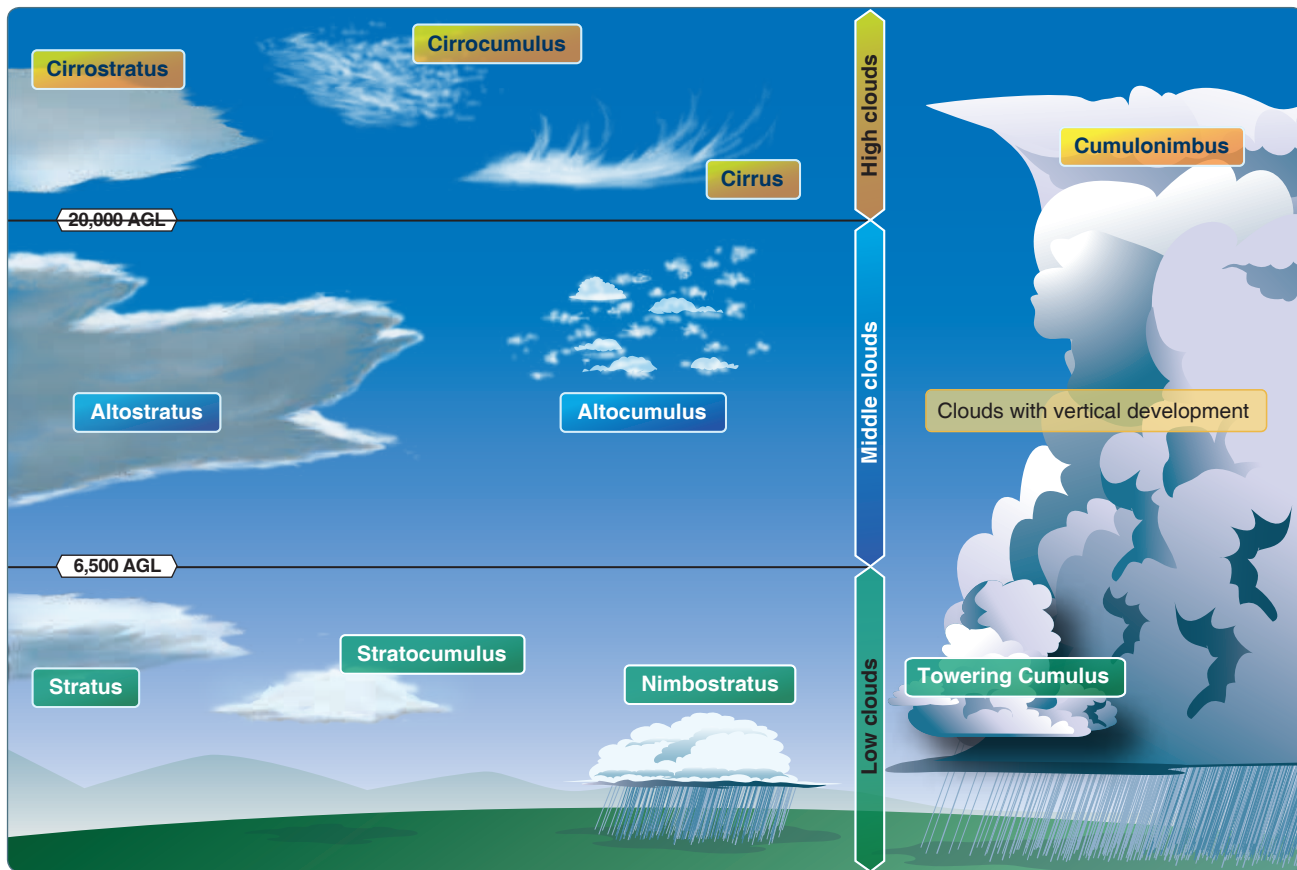 Cirrostratus
Cirrocumulus
Cirrus
High clouds
Cumulonimbus
20,000 AGL
Altostratus
Altocumulus
Middle clouds
Clouds with vertical development
6,500 AGL
Stratus
Stratocumulus
Nimbostratus
Low clouds
Towering Cumulus